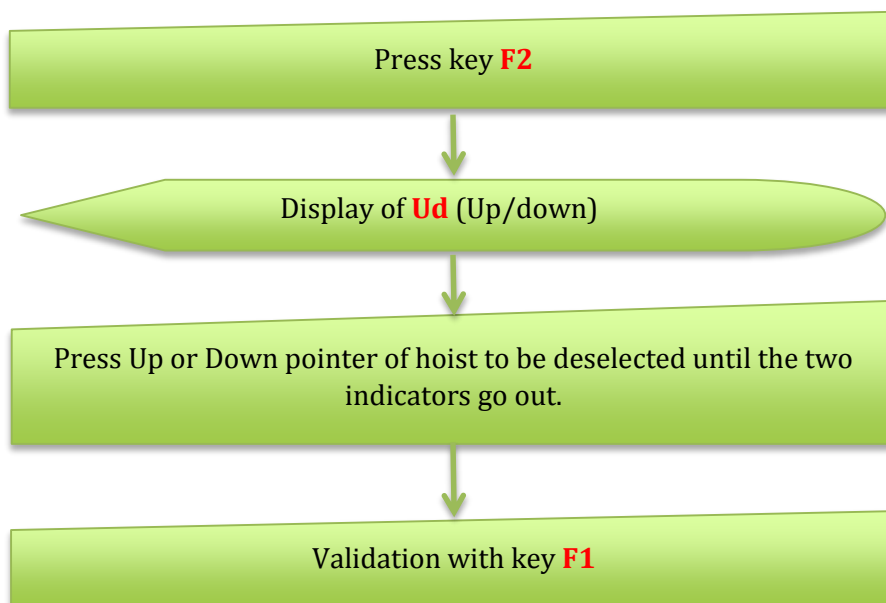 Press key F2
Display of Ud (Up/down)
Press Up or Down pointer of hoist to be deselected until the two
indicators go out.
Validation with key F1